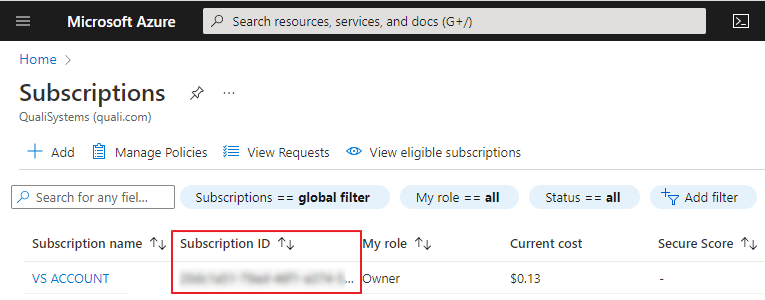 Microsoft Azure
Search resources, services, and docs (G+/)
Home >
Subscriptions
QualiSystems (quali.com)
Add Manage Policies View Requests View eligible subscriptions
Search for any fiel... Subscriptions == global filter My role == all Status == all Add filter
Subscription name Subscription ID My role Current cost Secure Score
VS ACCOUNT ... Owner $0.13 -